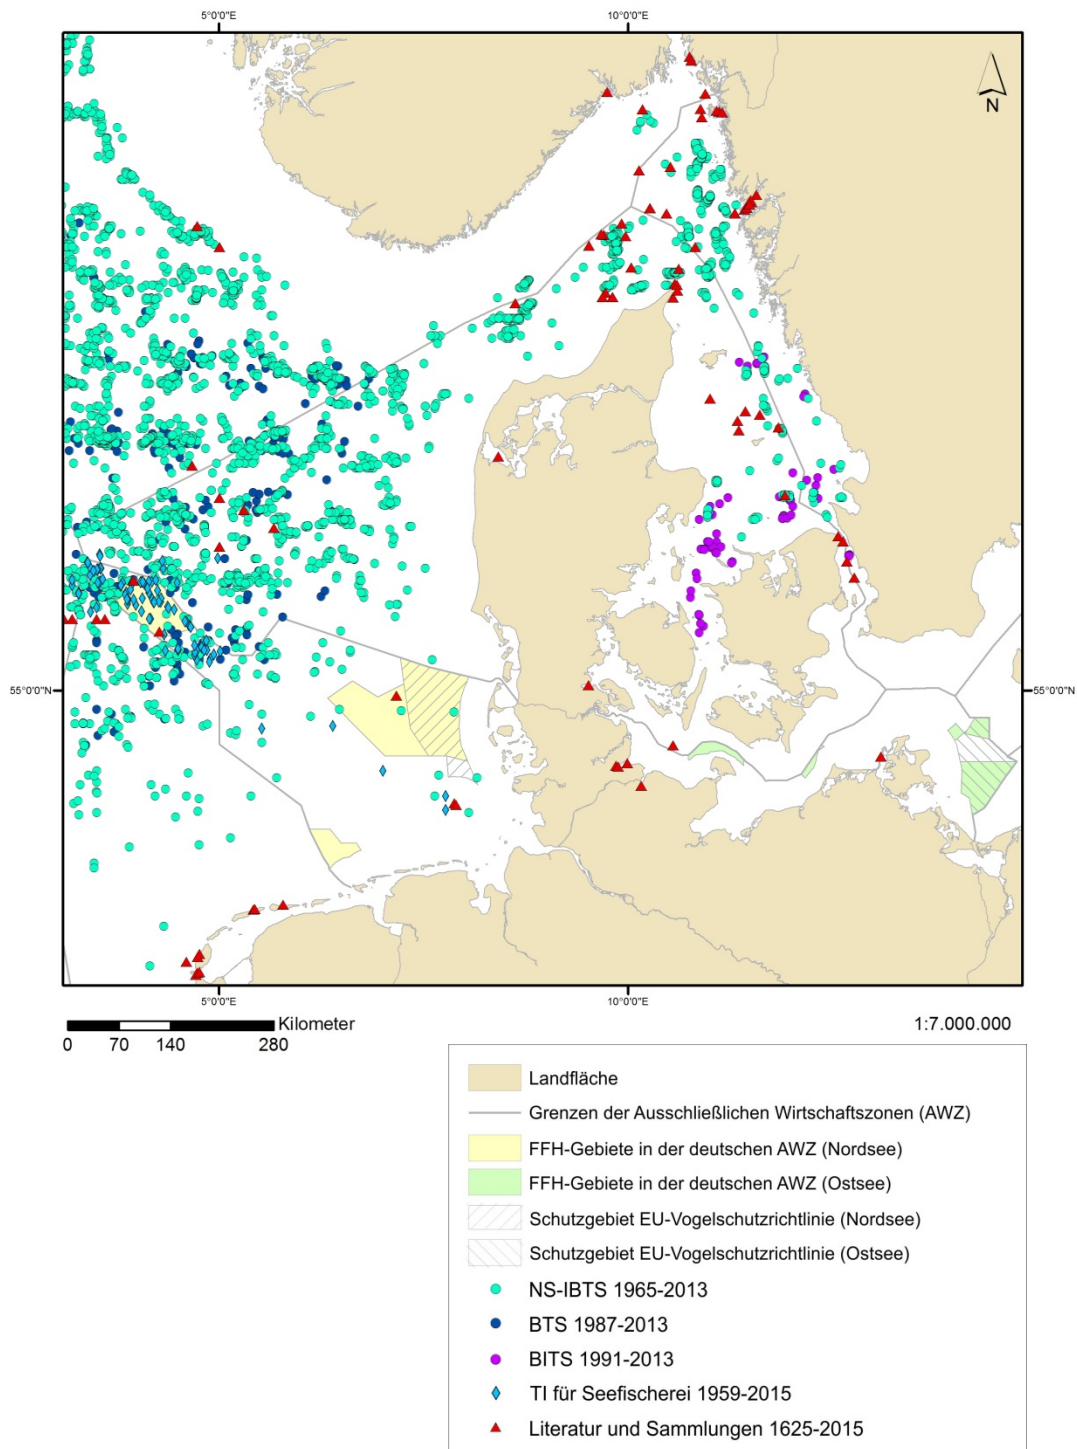 5°0'0"E 10°0'0"E
N
55°0'0"N 55°0'0"N
5°0'0"E 10°0'0"E
Kilometer
0 70 140 280
1:7.000.000
Landfläche
Grenzen der Ausschließlichen Wirtschaftszonen (AWZ)
FFH-Gebiete in der deutschen AWZ (Nordsee)
FFH-Gebiete in der deutschen AWZ (Ostsee)
Schutzgebiet EU-Vogelschutzrichtlinie (Nordsee)
Schutzgebiet EU-Vogelschutzrichtlinie (Ostsee)
NS-IBTS 1965-2013
BTS 1987-2013
BITS 1991-2013
TI für Seefischerei 1959-2015
Literatur und Sammlungen 1625-2015